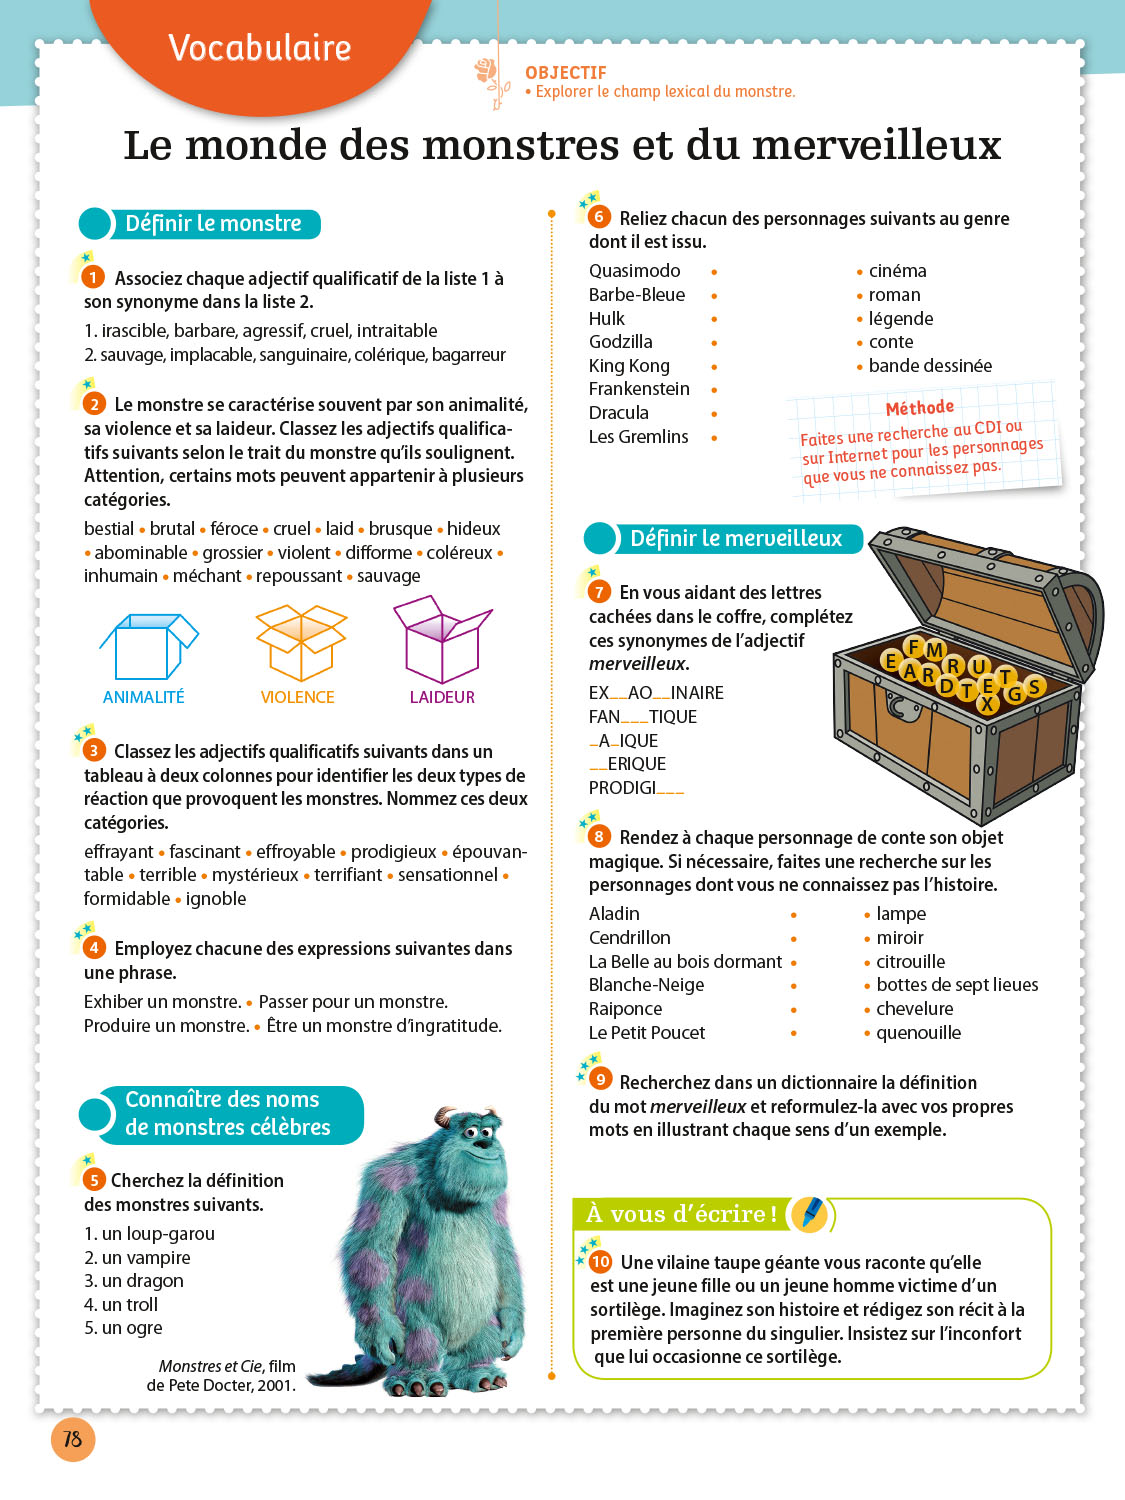 Vocabulaire
OBJECTIF
• Explorer le champ lexical du monstre.
Le monde des monstres et du merveilleux
Définir le monstre
1 Associez chaque adjectif qualificatif de la liste 1 à
son synonyme dans la liste 2.
1. irascible, barbare, agressif, cruel, intraitable
2. sauvage, implacable, sanguinaire, colérique, bagarreur
2 Le monstre se caractérise souvent par son animalité,
sa violence et sa laideur. Classez les adjectifs qualifica-
tifs suivants selon le trait du monstre qu'ils soulignent.
Attention, certains mots peuvent appartenir à plusieurs
catégories.
bestial • brutal • féroce • cruel • laid • brusque • hideux
• abominable • grossier • violent • difforme • coléreux •
inhumain • méchant • repoussant • sauvage
ANIMALITÉ VIOLENCE LAIDEUR
3 Classez les adjectifs qualificatifs suivants dans un
tableau à deux colonnes pour identifier les deux types de
réaction que provoquent les monstres. Nommez ces deux
catégories.
effrayant • fascinant • effroyable • prodigieux • épouvan-
table • terrible • mystérieux • terrifiant • sensationnel •
formidable • ignoble
4 Employez chacune des expressions suivantes dans
une phrase.
Exhiber un monstre. • Passer pour un monstre.
Produire un monstre. • Être un monstre d'ingratitude.
Connaître des noms
de monstres célèbres
5 Cherchez la définition
des monstres suivants.
1. un loup-garou
2. un vampire
3. un dragon
4. un troll
5. un ogre
Monstres et Cie, film
de Pete Docter, 2001.
6 Reliez chacun des personnages suivants au genre
dont il est issu.
Quasimodo • • cinéma
Barbe-Bleue • • roman
Hulk • • légende
Godzilla • • conte
King Kong • • bande dessinée
Frankenstein •
Dracula •
Les Gremlins •
Méthode
Faites une recherche au CDI ou
sur Internet pour les personnages
que vous ne connaissez pas.
Définir le merveilleux
7 En vous aidant des lettres
cachées dans le coffre, complétez
ces synonymes de l'adjectif
merveilleux.
EX__AO__INAIRE
FAN___TIQUE
_A_IQUE
__ERIQUE
PRODIGI___
E F M A R R U D T E T X G S
8 Rendez à chaque personnage de conte son objet
magique. Si nécessaire, faites une recherche sur les
personnages dont vous ne connaissez pas l'histoire.
Aladin • • lampe
Cendrillon • • miroir
La Belle au bois dormant • • citrouille
Blanche-Neige • • bottes de sept lieues
Raiponce • • chevelure
Le Petit Poucet • • quenouille
9 Recherchez dans un dictionnaire la définition
du mot merveilleux et reformulez-la avec vos propres
mots en illustrant chaque sens d'un exemple.
À vous d'écrire !
10 Une vilaine taupe géante vous raconte qu'elle
est une jeune fille ou un jeune homme victime d'un
sortilège. Imaginez son histoire et rédigez son récit à la
première personne du singulier. Insistez sur l'inconfort
que lui occasionne ce sortilège.
78